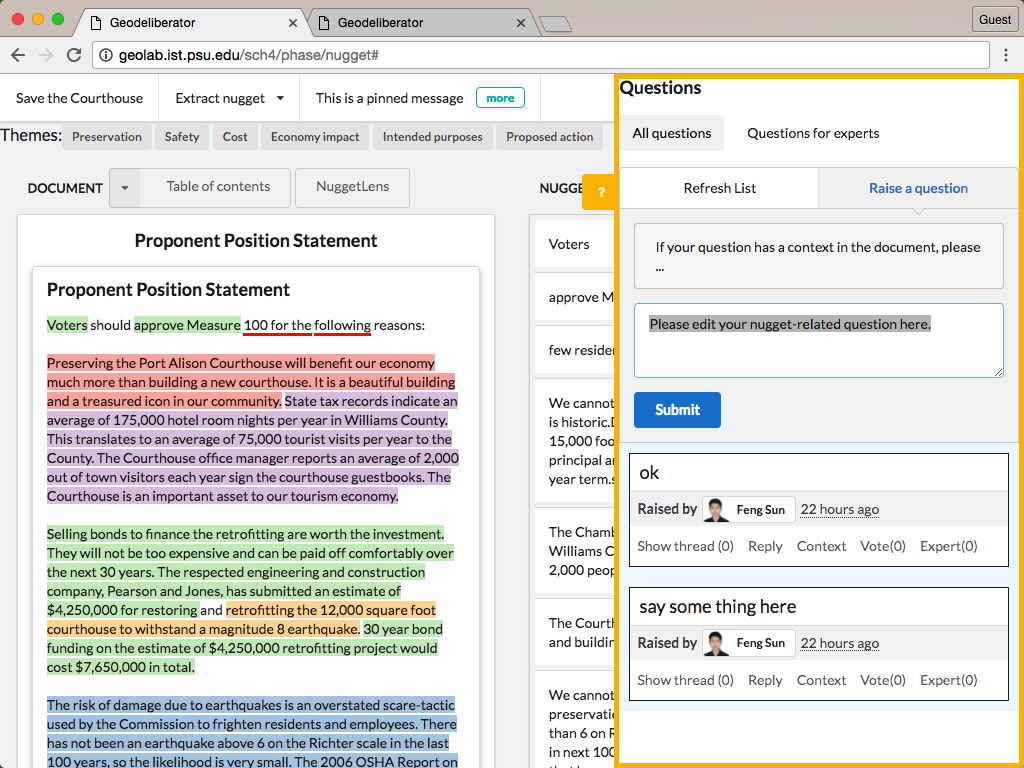 Geodeliberator
Geodeliberator
Guest
geolab.ist.psu.edu/sch4/phase/nugget#
Save the Courthouse
Extract nugget
This is a pinned message
more
Themes:
Preservation
Safety
Cost
Economy impact
Intended purposes
Proposed action
DOCUMENT
Table of contents
NuggetLens
Proponent Position Statement
Proponent Position Statement
Voters should approve Measure 100 for the following reasons:
Preserving the Port Alison Courthouse will benefit our economy
much more than building a new courthouse. It is a beautiful building
and a treasured icon in our community. State tax records indicate an
average of 175,000 hotel room nights per year in Williams County.
This translates to an average of 75,000 tourist visits per year to the
County. The Courthouse office manager reports an average of 2,000
out of town visitors each year sign the courthouse guestbooks. The
Courthouse is an important asset to our tourism economy.
Selling bonds to finance the retrofitting are worth the investment.
They will not be too expensive and can be paid off comfortably over
the next 30 years. The respected engineering and construction
company, Pearson and Jones, has submitted an estimate of
$4,250,000 for restoring and retrofitting the 12,000 square foot
courthouse to withstand a magnitude 8 earthquake. 30 year bond
funding on the estimate of $4,250,000 retrofitting project would
cost $7,650,000 in total.
The risk of damage due to earthquakes is an overstated scare-tactic
used by the Commission to frighten residents and employees. There
has not been an earthquake above 6 on the Richter scale in the last
100 years, so the likelihood is very small. The 2006 OSHA Report on
NUGGE
?
Voters
approve M
few resider
We cannot
is historic.
15,000 foo
principal a
year term.s
The Chamb
Williams C
2,000 peop
The Courth
and buildin
We cannot
preservatio
than 6 on R
in next 100
Questions
All questions
Questions for experts
Refresh List
Raise a question
If your question has a context in the document, please
...
Please edit your nugget-related question here.
Submit
ok
Raised by Feng Sun 22 hours ago
Show thread (0) Reply Context Vote(0) Expert(0)
say some thing here
Raised by Feng Sun 22 hours ago
Show thread (0) Reply Context Vote(0) Expert(0)